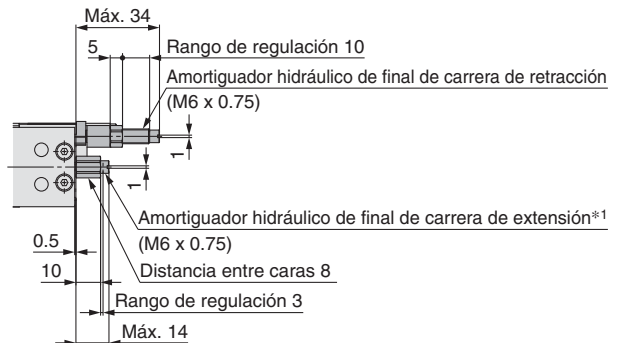 Máx. 34
5
Rango de regulación 10
Amortiguador hidráulico de final de carrera de retracción
(M6 x 0.75)
1
1
Amortiguador hidráulico de final de carrera de extensión*1
(M6 x 0.75)
0.5
10
Distancia entre caras 8
Rango de regulación 3
Máx. 14